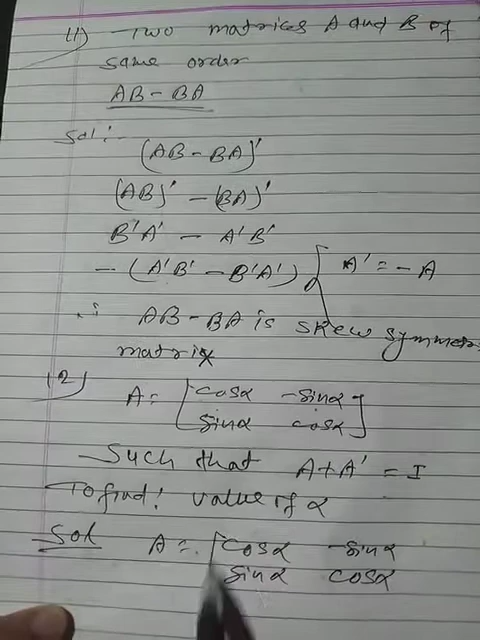 11) Two matrices A and B of
same order
AB - BA
Sol:-
(AB - BA)'
(AB)' - (BA)'
B'A' - A'B'
- (A'B' - B'A') A' = - A
∴ AB - BA is skew symmetric
matrix
12) A = [cosα -sinα
sinα cosα]
Such that A + A' = I
To find: value of α
Sol A = [cosα -sinα
sinα cosα